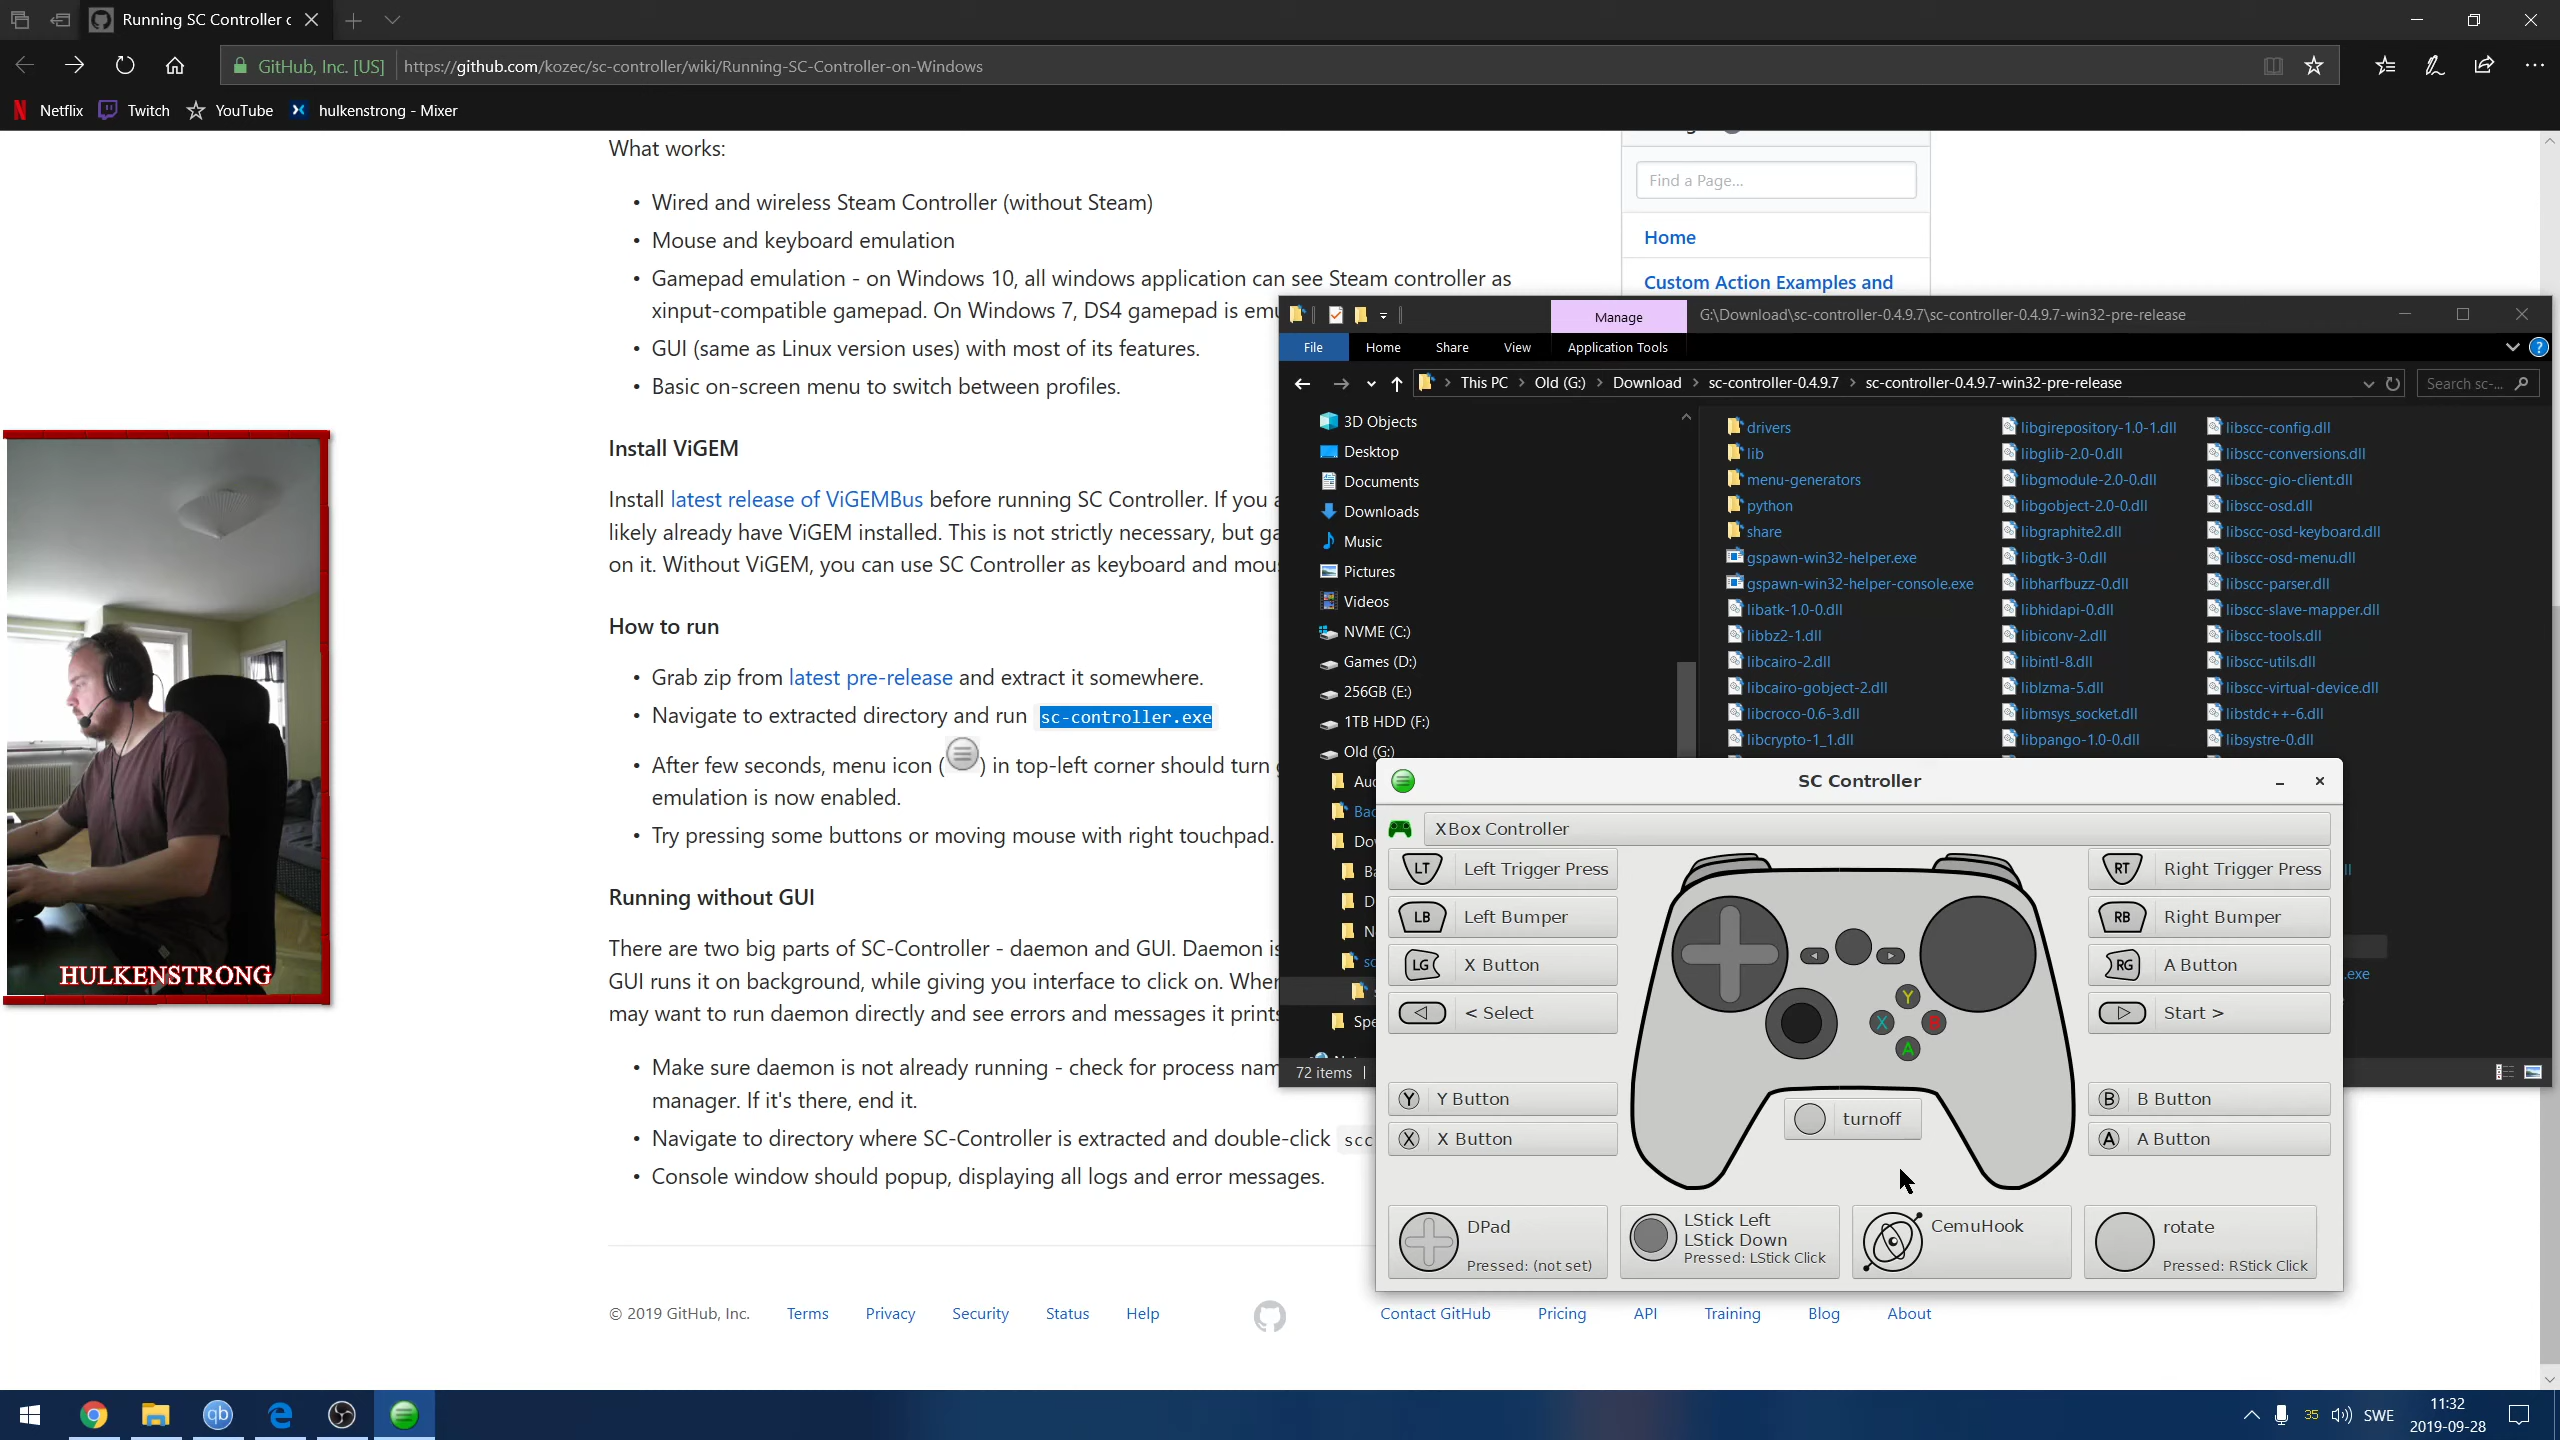 Running SC Controller c
GitHub, Inc. [US]
https://github.com/kozec/sc-controller/wiki/Running-SC-Controller-on-Windows
Netflix
Twitch
YouTube
hulkenstrong - Mixer
What works:
• Wired and wireless Steam Controller (without Steam)
• Mouse and keyboard emulation
• Gamepad emulation - on Windows 10, all windows application can see Steam controller as
xinput-compatible gamepad. On Windows 7, DS4 gamepad is emu
• GUI (same as Linux version uses) with most of its features.
• Basic on-screen menu to switch between profiles.
Install ViGEM
Install latest release of ViGEMBus before running SC Controller. If you a
likely already have ViGEM installed. This is not strictly necessary, but ga
on it. Without ViGEM, you can use SC Controller as keyboard and mou
How to run
• Grab zip from latest pre-release and extract it somewhere.
• Navigate to extracted directory and run sc-controller.exe
• After few seconds, menu icon ( ) in top-left corner should turn g
emulation is now enabled.
• Try pressing some buttons or moving mouse with right touchpad.
Running without GUI
There are two big parts of SC-Controller - daemon and GUI. Daemon is
GUI runs it on background, while giving you interface to click on. When
may want to run daemon directly and see errors and messages it prints
• Make sure daemon is not already running - check for process nam
manager. If it's there, end it.
• Navigate to directory where SC-Controller is extracted and double-click scc
• Console window should popup, displaying all logs and error messages.
© 2019 GitHub, Inc.
Terms
Privacy
Security
Status
Help
Contact GitHub
Pricing
API
Training
Blog
About
Find a Page...
Home
Custom Action Examples and
HULKENSTRONG
Manage
G:\Download\sc-controller-0.4.9.7\sc-controller-0.4.9.7-win32-pre-release
File
Home
Share
View
Application Tools
This PC
Old (G:)
Download
sc-controller-0.4.9.7
sc-controller-0.4.9.7-win32-pre-release
Search sc-...
3D Objects
Desktop
Documents
Downloads
Music
Pictures
Videos
NVME (C:)
Games (D:)
256GB (E:)
1TB HDD (F:)
Old (G:)
Auc
Bac
Dov
Ba
D
N
sc
Spe
72 items
drivers
lib
menu-generators
python
share
gspawn-win32-helper.exe
gspawn-win32-helper-console.exe
libatk-1.0-0.dll
libbz2-1.dll
libcairo-2.dll
libcairo-gobject-2.dll
libcroco-0.6-3.dll
libcrypto-1_1.dll
libgirepository-1.0-1.dll
libglib-2.0-0.dll
libgmodule-2.0-0.dll
libgobject-2.0-0.dll
libgraphite2.dll
libgtk-3-0.dll
libharfbuzz-0.dll
libhidapi-0.dll
libiconv-2.dll
libintl-8.dll
liblzma-5.dll
libmsys_socket.dll
libpango-1.0-0.dll
libscc-config.dll
libscc-conversions.dll
libscc-gio-client.dll
libscc-osd.dll
libscc-osd-keyboard.dll
libscc-osd-menu.dll
libscc-parser.dll
libscc-slave-mapper.dll
libscc-tools.dll
libscc-utils.dll
libscc-virtual-device.dll
libstdc++-6.dll
libsystre-0.dll
ll
.exe
SC Controller
XBox Controller
LT Left Trigger Press
LB Left Bumper
LG X Button
< Select
Y Y Button
X X Button
RT Right Trigger Press
RB Right Bumper
RG A Button
Start >
B B Button
A A Button
Y
X
B
A
turnoff
DPad
Pressed: (not set)
LStick Left
LStick Down
Pressed: LStick Click
CemuHook
rotate
Pressed: RStick Click
qb
35
SWE
11:32
2019-09-28